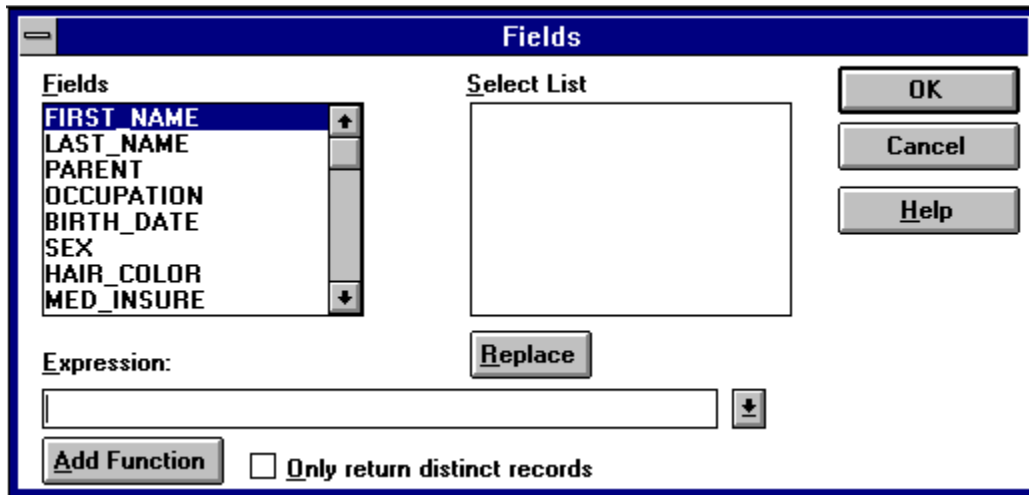 Fields
Fields
FIRST_NAME
LAST_NAME
PARENT
OCCUPATION
BIRTH_DATE
SEX
HAIR_COLOR
MED_INSURE
Select List
OK
Cancel
Help
Replace
Expression:
Add Function
Only return distinct records